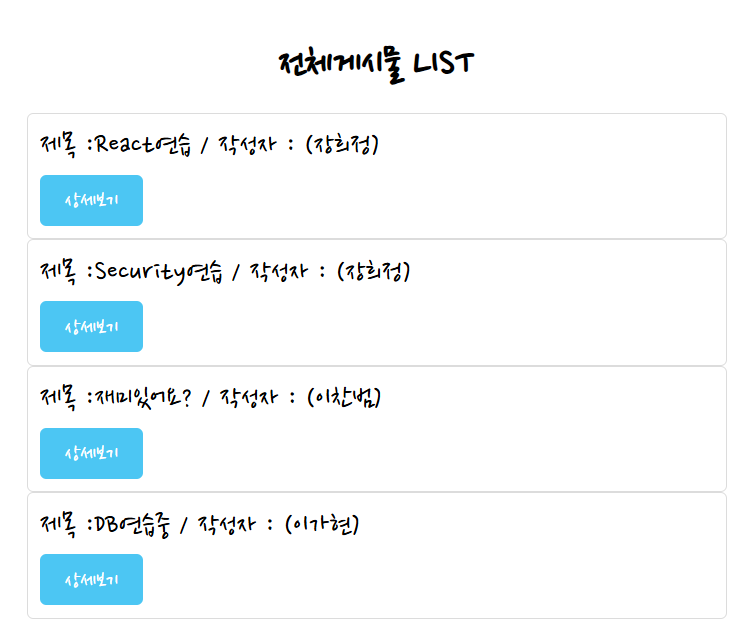 전체게시물 LIST
제목 :React연습 / 작성자 : (장희정)
상세보기
제목 :Security연습 / 작성자 : (장희정)
상세보기
제목 :재미있어요? / 작성자 : (이찬범)
상세보기
제목 :DB연습중 / 작성자 : (이가현)
상세보기